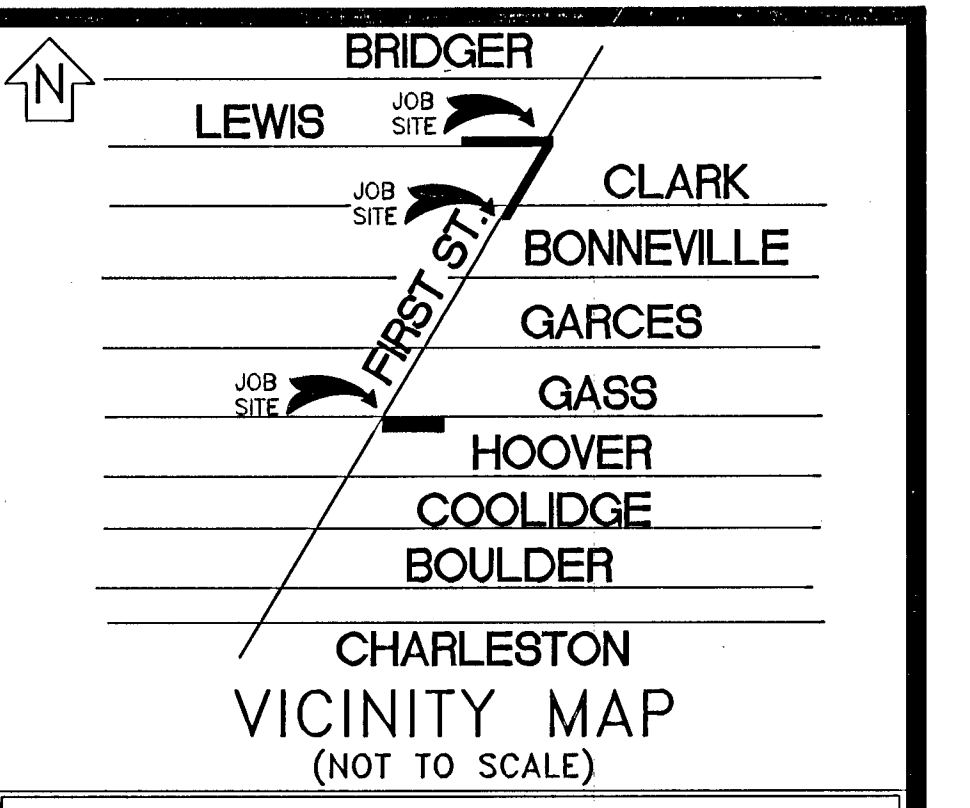 BRIDGER
N
JOB
SITE
LEWIS
CLARK
JOB
SITE
BONNEVILLE
FIRST ST.
GARCES
JOB
SITE
GASS
HOOVER
COOLIDGE
BOULDER
CHARLESTON
VICINITY MAP
(NOT TO SCALE)